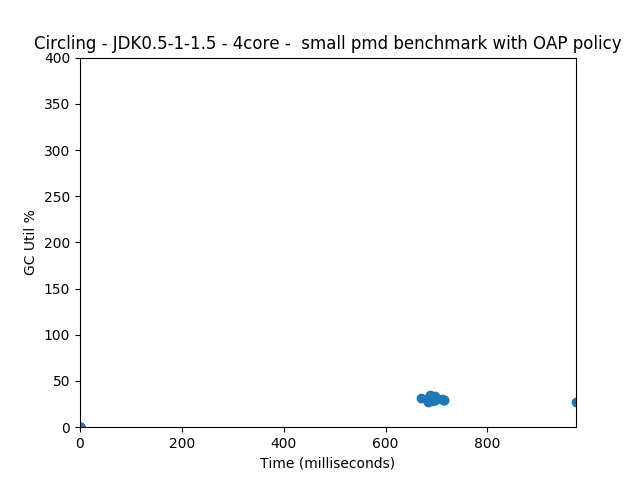 Circling - JDK0.5-1-1.5 - 4core -  small pmd benchmark with OAP policy
400
350
300
250
200
150
100
50
0
GC Util %
0 200 400 600 800
Time (milliseconds)